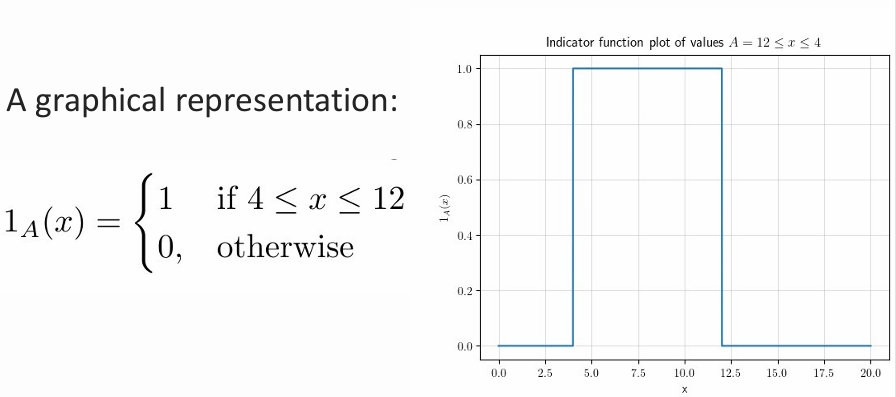 A graphical representation:
1_A(x) = { 1 if 4 ≤ x ≤ 12
0, otherwise
Indicator function plot of values A = 12 ≤ x ≤ 4
1_A(x)
1.0
0.8
0.6
0.4
0.2
0.0
0.0 2.5 5.0 7.5 10.0 12.5 15.0 17.5 20.0
x